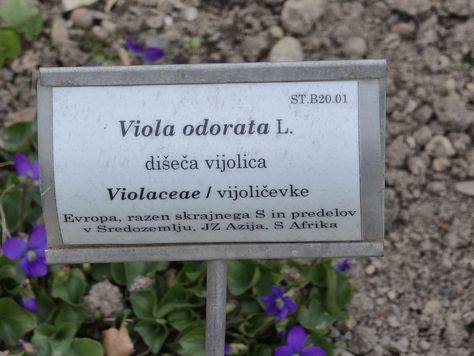 ST.B20.01
Viola odorata L.
dišeča vijolica
Violaceae / vijoličevke
Evropa, razen skrajnega S in predelov
v Sredozemlju, JZ Azija, S Afrika